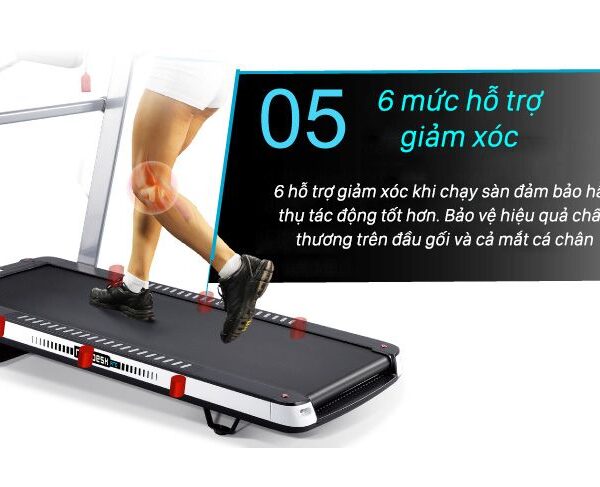 05
6 mức hỗ trợ
giảm xóc
6 hỗ trợ giảm xóc khi chạy sàn đảm bảo
thụ tác động tốt hơn. Bảo vệ hiệu quả
thương trên đầu gối và cả mắt cá chân